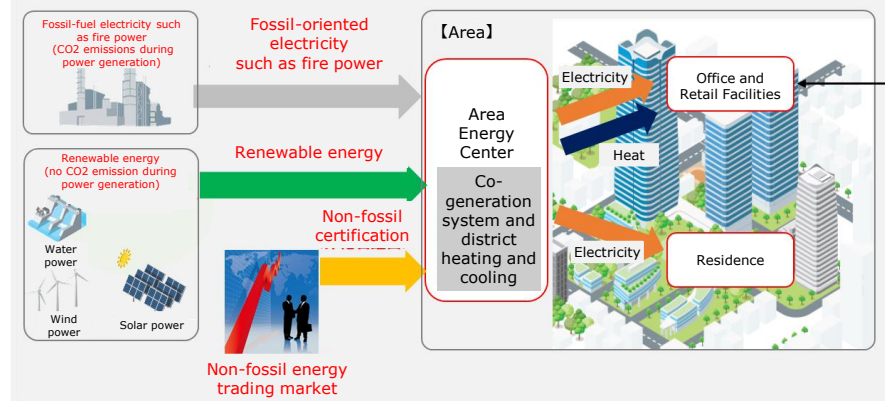 Fossil-fuel electricity such
as fire power
(CO2 emissions during
power generation)
Fossil-oriented
electricity
such as fire power
Renewable energy
(no CO2 emission during
power generation)
Water
power
Wind
power
Solar power
Renewable energy
Non-fossil
certification
Non-fossil energy
trading market
【Area】
Area
Energy
Center
Co-
generation
system and
district
heating and
cooling
Electricity
Heat
Office and
Retail Facilities
Electricity
Residence